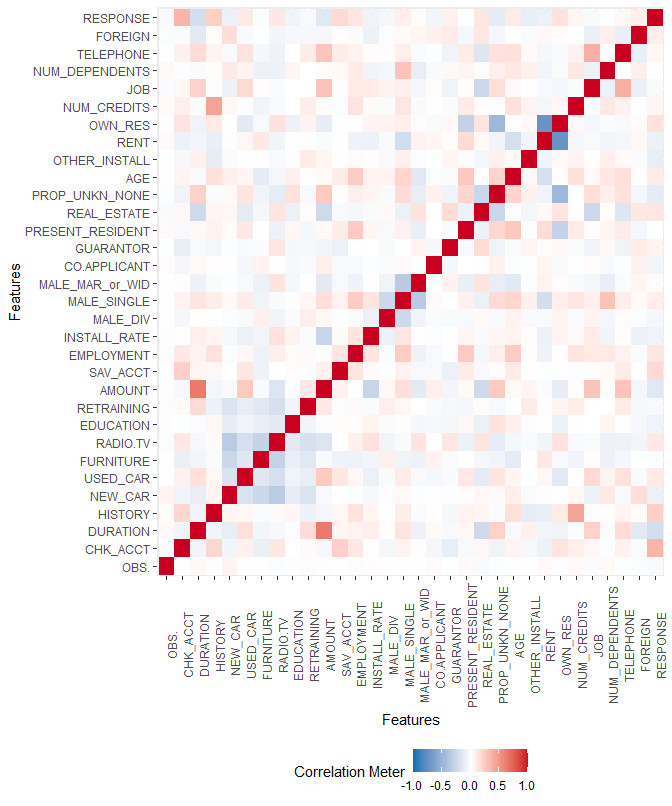 RESPONSE
FOREIGN
TELEPHONE
NUM_DEPENDENTS
JOB
NUM_CREDITS
OWN_RES
RENT
OTHER_INSTALL
AGE
PROP_UNKN_NONE
REAL_ESTATE
PRESENT_RESIDENT
GUARANTOR
CO.APPLICANT
MALE_MAR_or_WID
MALE_SINGLE
MALE_DIV
INSTALL_RATE
EMPLOYMENT
SAV_ACCT
AMOUNT
RETRAINING
EDUCATION
RADIO.TV
FURNITURE
USED_CAR
NEW_CAR
HISTORY
DURATION
CHK_ACCT
OBS.
Features
OBS.
CHK_ACCT
DURATION
HISTORY
NEW_CAR
USED_CAR
FURNITURE
RADIO.TV
EDUCATION
RETRAINING
AMOUNT
SAV_ACCT
EMPLOYMENT
INSTALL_RATE
MALE_DIV
MALE_SINGLE
MALE_MAR_or_WID
CO.APPLICANT
GUARANTOR
PRESENT_RESIDENT
REAL_ESTATE
PROP_UNKN_NONE
AGE
OTHER_INSTALL
RENT
OWN_RES
NUM_CREDITS
JOB
NUM_DEPENDENTS
TELEPHONE
FOREIGN
RESPONSE
Features
Correlation Meter
-1.0 -0.5 0.0 0.5 1.0